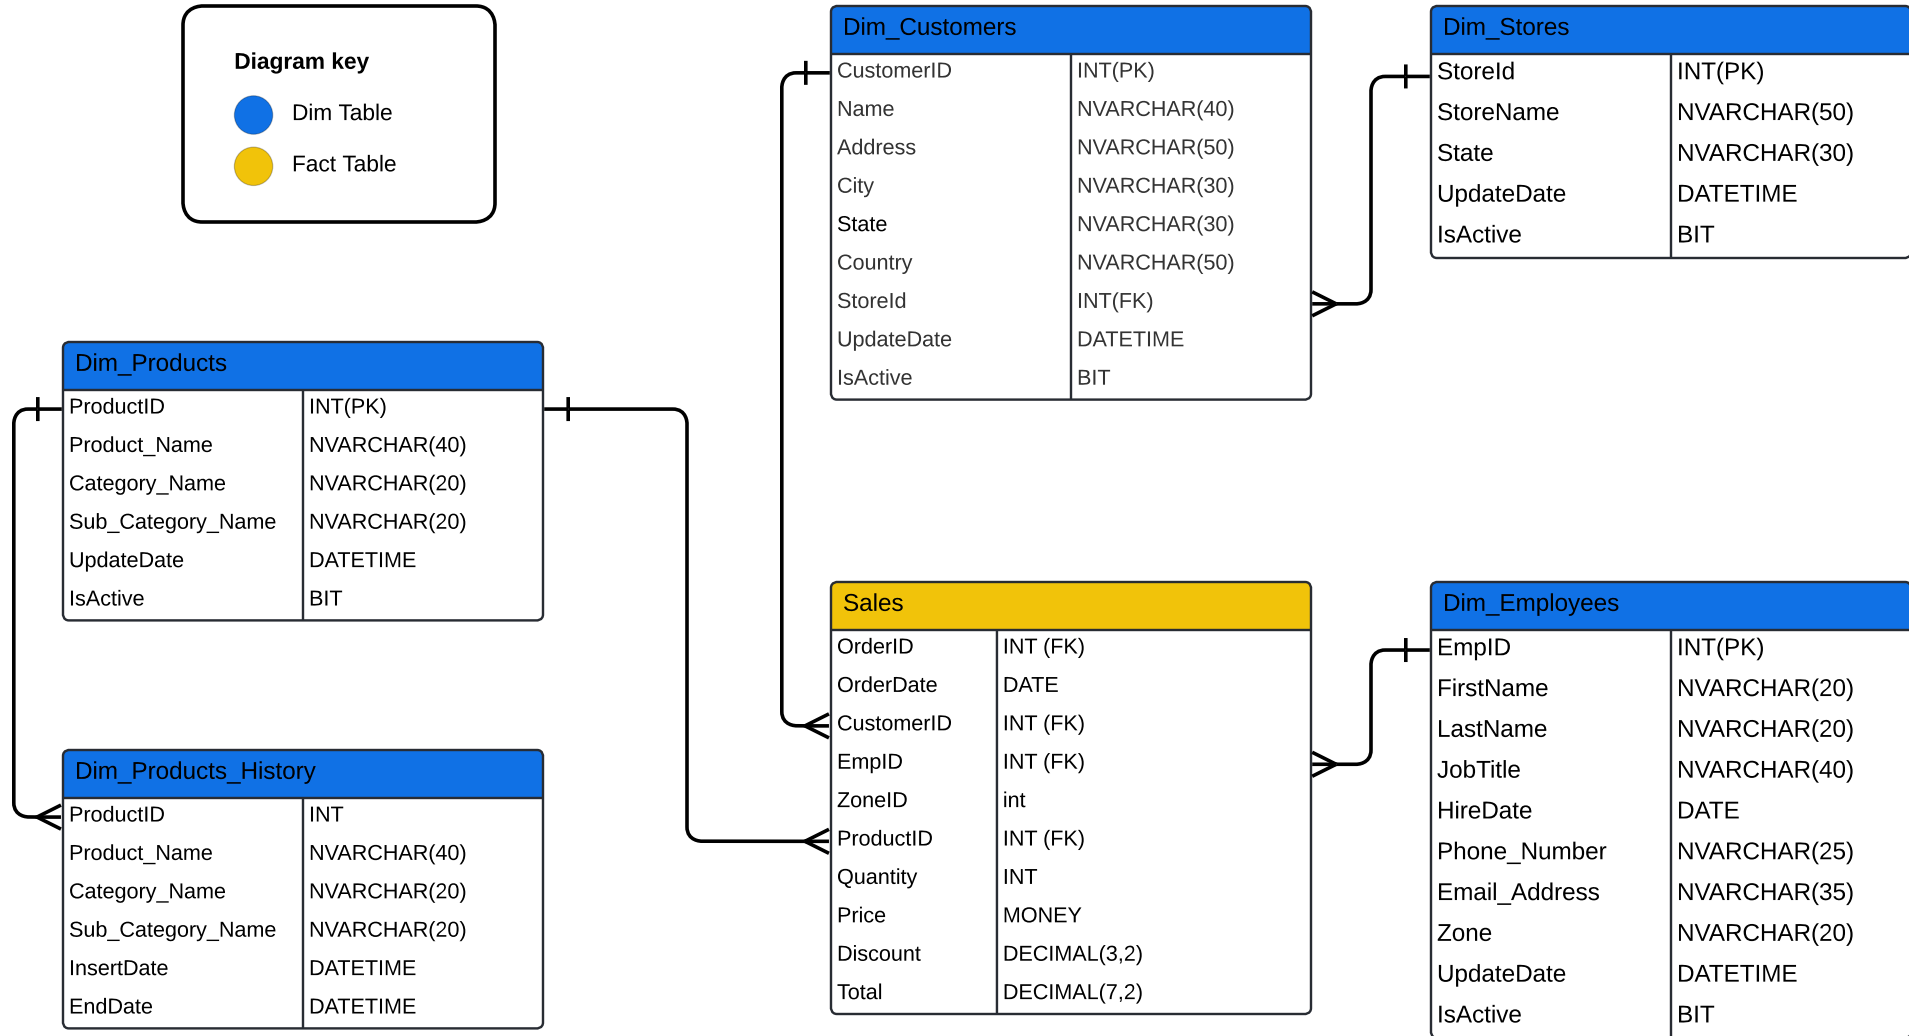 Diagram key
Dim Table
Fact Table
Dim_Customers
CustomerID INT(PK)
Name NVARCHAR(40)
Address NVARCHAR(50)
City NVARCHAR(30)
State NVARCHAR(30)
Country NVARCHAR(50)
StoreId INT(FK)
UpdateDate DATETIME
IsActive BIT
Dim_Stores
StoreId INT(PK)
StoreName NVARCHAR(50)
State NVARCHAR(30)
UpdateDate DATETIME
IsActive BIT
Dim_Products
ProductID INT(PK)
Product_Name NVARCHAR(40)
Category_Name NVARCHAR(20)
Sub_Category_Name NVARCHAR(20)
UpdateDate DATETIME
IsActive BIT
Dim_Products_History
ProductID INT
Product_Name NVARCHAR(40)
Category_Name NVARCHAR(20)
Sub_Category_Name NVARCHAR(20)
InsertDate DATETIME
EndDate DATETIME
Sales
OrderID INT (FK)
OrderDate DATE
CustomerID INT (FK)
EmpID INT (FK)
ZoneID int
ProductID INT (FK)
Quantity INT
Price MONEY
Discount DECIMAL(3,2)
Total DECIMAL(7,2)
Dim_Employees
EmpID INT(PK)
FirstName NVARCHAR(20)
LastName NVARCHAR(20)
JobTitle NVARCHAR(40)
HireDate DATE
Phone_Number NVARCHAR(25)
Email_Address NVARCHAR(35)
Zone NVARCHAR(20)
UpdateDate DATETIME
IsActive BIT